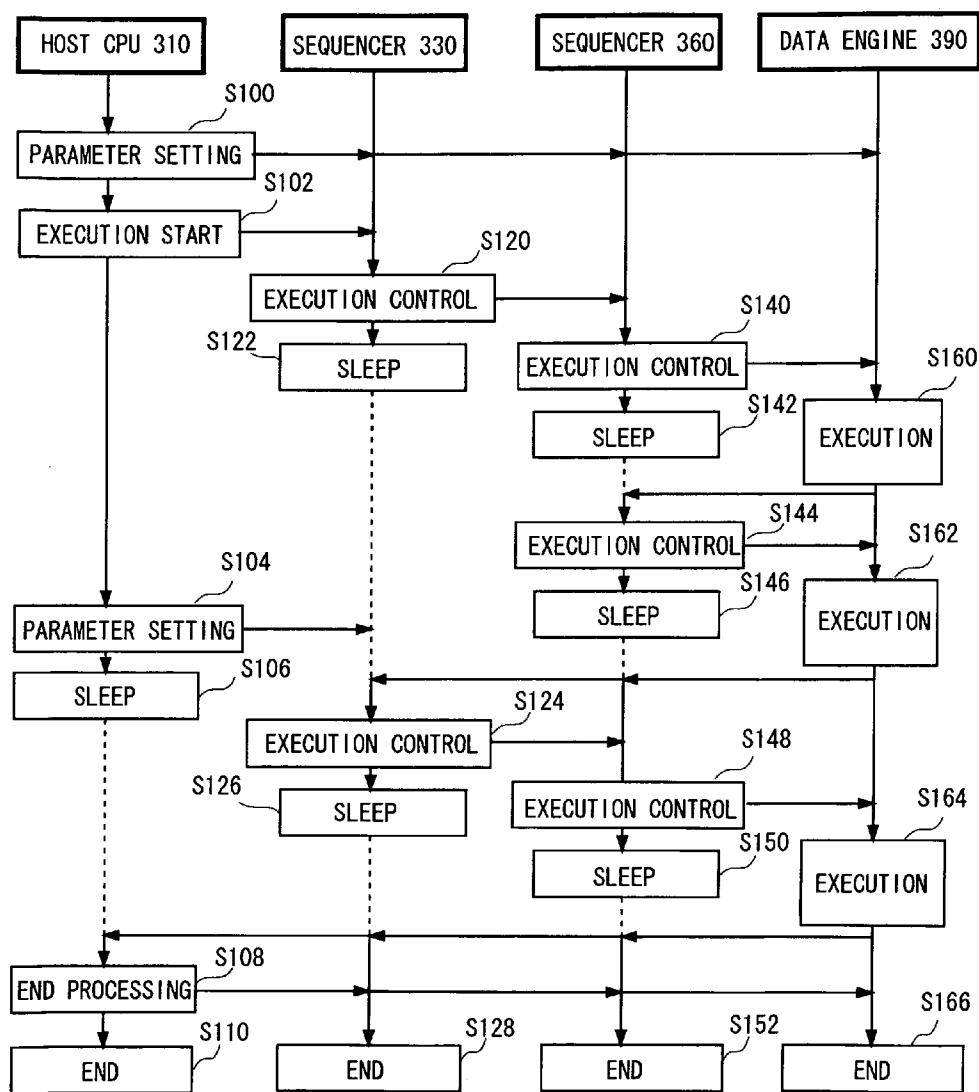 HOST CPU 310
SEQUENCER 330
SEQUENCER 360
DATA ENGINE 390
S100
PARAMETER SETTING
S102
EXECUTION START
S120
EXECUTION CONTROL
S122
SLEEP
S140
EXECUTION CONTROL
S160
EXECUTION
S142
SLEEP
S144
EXECUTION CONTROL
S162
EXECUTION
S104
PARAMETER SETTING
S146
SLEEP
S106
SLEEP
S124
EXECUTION CONTROL
S126
SLEEP
S148
EXECUTION CONTROL
S164
EXECUTION
S150
SLEEP
S108
END PROCESSING
S110
END
S128
END
S152
END
S166
END